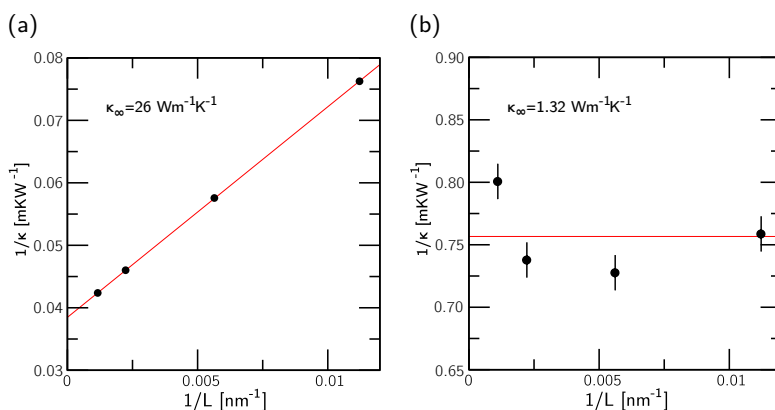 (a)
(b)
0.08
0.07
0.06
0.05
0.04
0.03
1/κ [mKW⁻¹]
κ∞=26 Wm⁻¹K⁻¹
0
0.005
0.01
1/L [nm⁻¹]
0.90
0.85
0.80
0.75
0.70
0.65
1/κ [mKW⁻¹]
κ∞=1.32 Wm⁻¹K⁻¹
0
0.005
0.01
1/L [nm⁻¹]